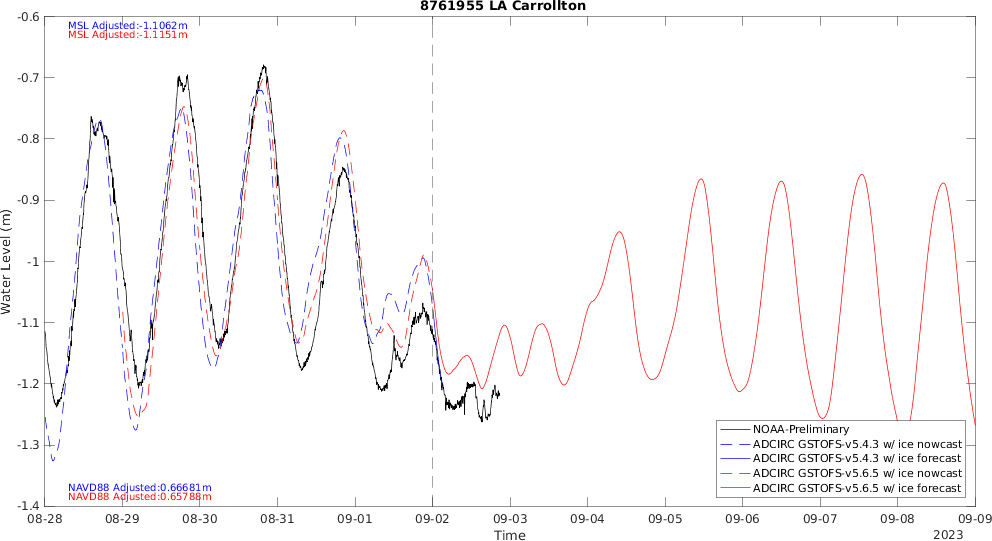 8761955 LA Carrollton
MSL Adjusted:-1.1062m
MSL Adjusted:-1.1151m
-0.6
-0.7
-0.8
-0.9
-1
-1.1
-1.2
-1.3
-1.4
Water Level (m)
NOAA-Preliminary
ADCIRC GSTOFS-v5.4.3 w/ ice nowcast
ADCIRC GSTOFS-v5.4.3 w/ ice forecast
ADCIRC GSTOFS-v5.6.5 w/ ice nowcast
ADCIRC GSTOFS-v5.6.5 w/ ice forecast
NAVD88 Adjusted:0.66681m
NAVD88 Adjusted:0.65788m
08-28 08-29 08-30 08-31 09-01 09-02 09-03 09-04 09-05 09-06 09-07 09-08 09-09
Time
2023